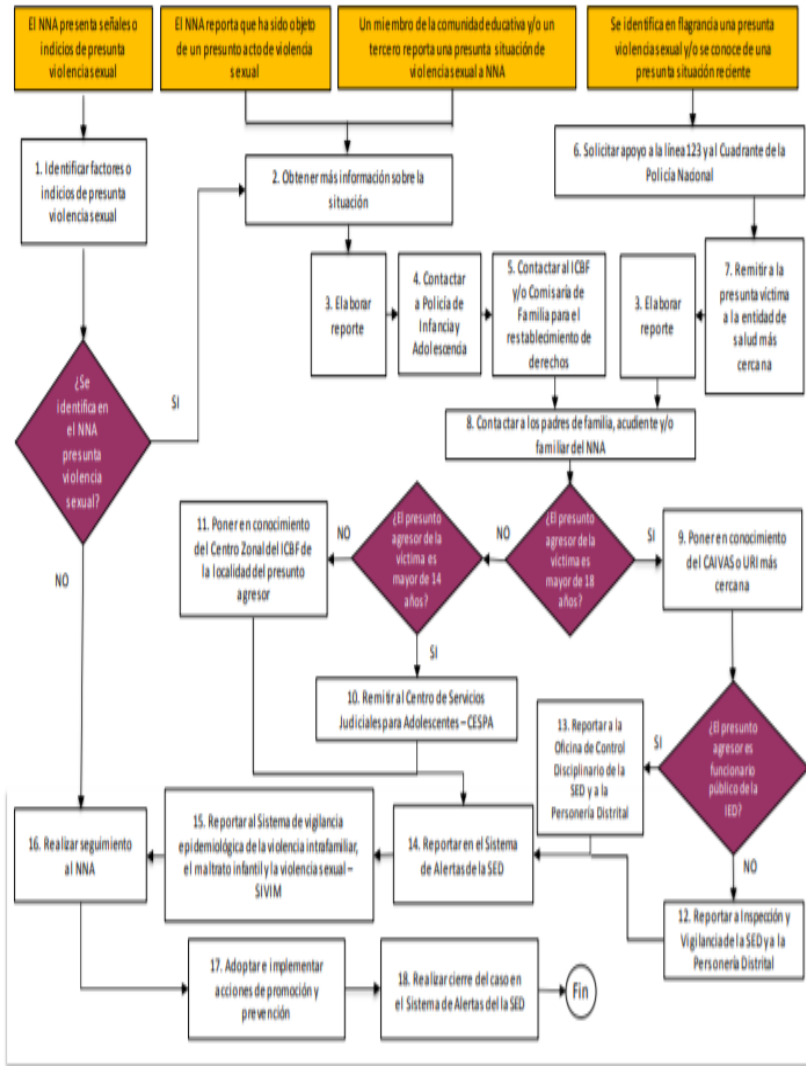 El NNA presenta señales o
indicios de presunta
violencia sexual
El NNA reporta que ha sido objeto
de un presunto acto de violencia
sexual
Un miembro de la comunidad educativa y/o un
tercero reporta una presunta situación de
violencia sexual a NNA
Se identifica en flagrancia una presunta
violencia sexual y/o se conoce de una
presunta situación reciente
1. Identificar factores o
indicios de presunta
violencia sexual
2. Obtener más información sobre la
situación
6. Solicitar apoyo a la línea 123 y al Cuadrante de la
Policía Nacional
3. Elaborar
reporte
4. Contactar
a Policía de
Infancia y
Adolescencia
5. Contactar al ICBF
y/o Comisaría de
Familia para el
restablecimiento de
derechos
3. Elaborar
reporte
7. Remitir a la
presunta víctima
a la entidad de
salud más
cercana
¿Se
identifica en
el NNA
presunta
violencia
sexual?
SI
NO
8. Contactar a los padres de familia, acudiente y/o
familiar del NNA
11. Poner en conocimiento
del Centro Zonal del ICBF de
la localidad del presunto
agresor
NO
¿El presunto
agresor de la
víctima es
mayor de 14
años?
NO
¿El presunto
agresor de la
víctima es
mayor de 18
años?
SI
9. Poner en conocimiento
del CAIVAS o URI más
cercana
SI
10. Remitir al Centro de Servicios
Judiciales para Adolescentes – CESPA
13. Reportar a la
Oficina de Control
Disciplinario de la
SED y a la
Personería Distrital
SI
¿El presunto
agresor es
funcionario
público de la
IED?
NO
16. Realizar seguimiento
al NNA
15. Reportar al Sistema de vigilancia
epidemiológica de la violencia intrafamiliar,
el maltrato infantil y la violencia sexual –
SIVIM
14. Reportar en el Sistema
de Alertas de la SED
12. Reportar a Inspección y
Vigilancia de la SED y a la
Personería Distrital
17. Adoptar e implementar
acciones de promoción y
prevención
18. Realizar cierre del caso en
el Sistema de Alertas del la SED
Fin